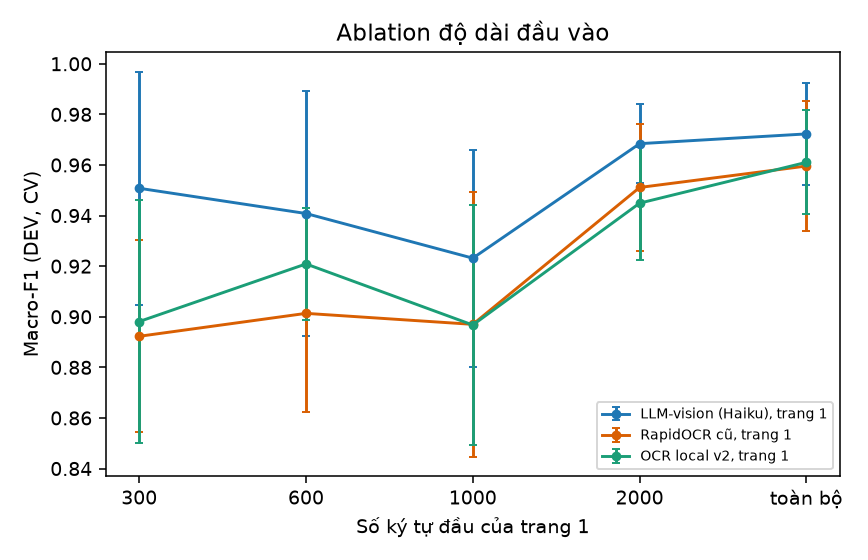 Ablation độ dài đầu vào
Macro-F1 (DEV, CV)
1.00
0.98
0.96
0.94
0.92
0.90
0.88
0.86
0.84
300
600
1000
2000
toàn bộ
Số ký tự đầu của trang 1
LLM-vision (Haiku), trang 1
RapidOCR cũ, trang 1
OCR local v2, trang 1